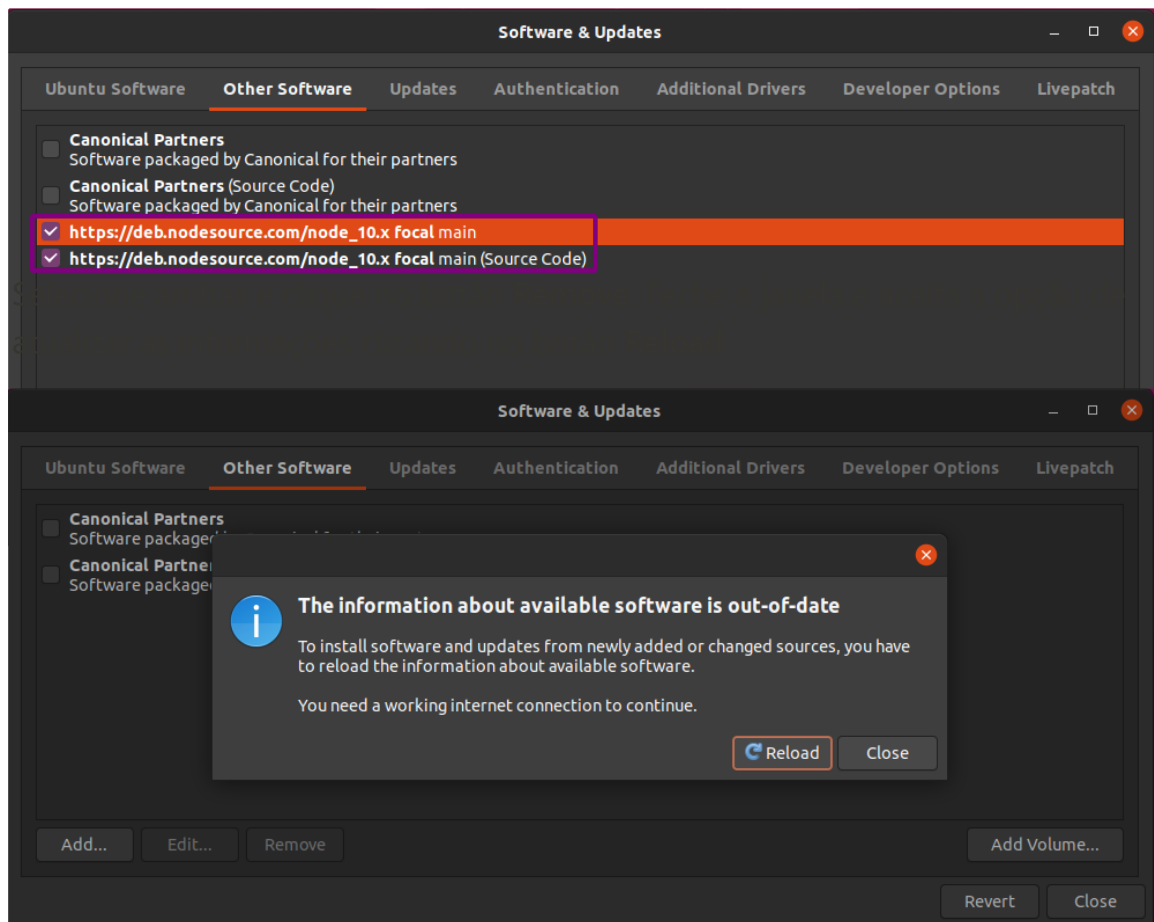 Software & Updates
Ubuntu Software Other Software Updates Authentication Additional Drivers Developer Options Livepatch
Canonical Partners
Software packaged by Canonical for their partners
Canonical Partners (Source Code)
Software packaged by Canonical for their partners
https://deb.nodesource.com/node_10.x focal main
https://deb.nodesource.com/node_10.x focal main (Source Code)
Software & Updates
Ubuntu Software Other Software Updates Authentication Additional Drivers Developer Options Livepatch
Canonical Partners
Software
Canonical
Software
The information about available software is out-of-date
To install software and updates from newly added or changed sources, you have
to reload the information about available software.
You need a working internet connection to continue.
Reload Close
Add... Edit... Remove Add Volume...
Revert Close